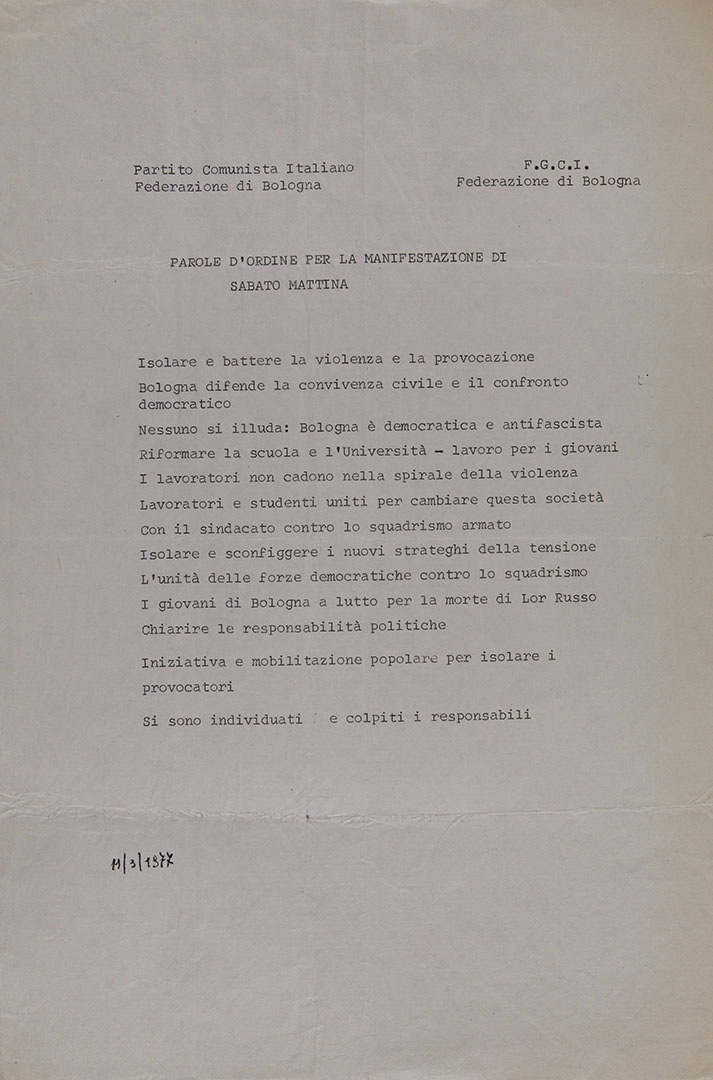 Partito Comunista Italiano
Federazione di Bologna
F.G.C.I.
Federazione di Bologna
PAROLE D'ORDINE PER LA MANIFESTAZIONE DI
SABATO MATTINA
Isolare e battere la violenza e la provocazione
Bologna difende la convivenza civile e il confronto
democratico
Nessuno si illuda: Bologna è democratica e antifascista
Riformare la scuola e l'Università - lavoro per i giovani
I lavoratori non cadono nella spirale della violenza
Lavoratori e studenti uniti per cambiare questa società
Con il sindacato contro lo squadrismo armato
Isolare e sconfiggere i nuovi strateghi della tensione
L'unità delle forze democratiche contro lo squadrismo
I giovani di Bologna a lutto per la morte di Lor Russo
Chiarire le responsabilità politiche
Iniziativa e mobilitazione popolare per isolare i
provocatori
Si sono individuati e colpiti i responsabili
11/3/1977